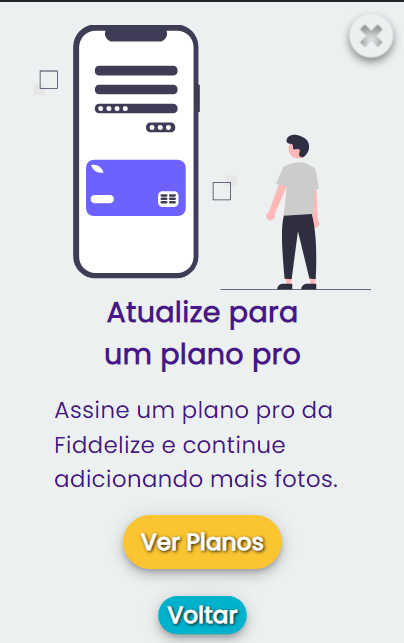 Atualize para
um plano pro
Assine um plano pro da
Fiddelize e continue
adicionando mais fotos.
Ver Planos
Voltar